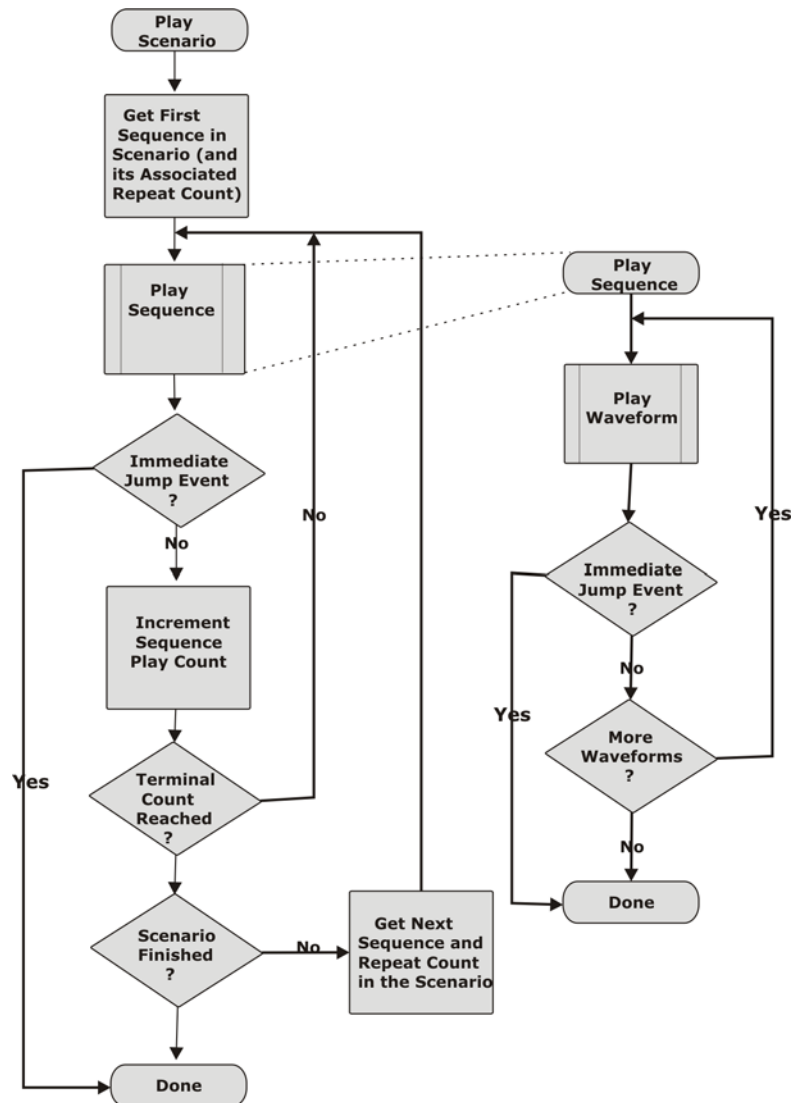 Play
Scenario
Get First
Sequence in
Scenario (and
its Associated
Repeat Count)
Play
Sequence
Immediate
Jump Event
?
No
Increment
Sequence
Play Count
Terminal
Count
Reached
?
No
Yes
Scenario
Finished
?
No
Get Next
Sequence and
Repeat Count
in the Scenario
Done
Play
Sequence
Play
Waveform
Immediate
Jump Event
?
No
Yes
More
Waveforms
?
Yes
No
Done